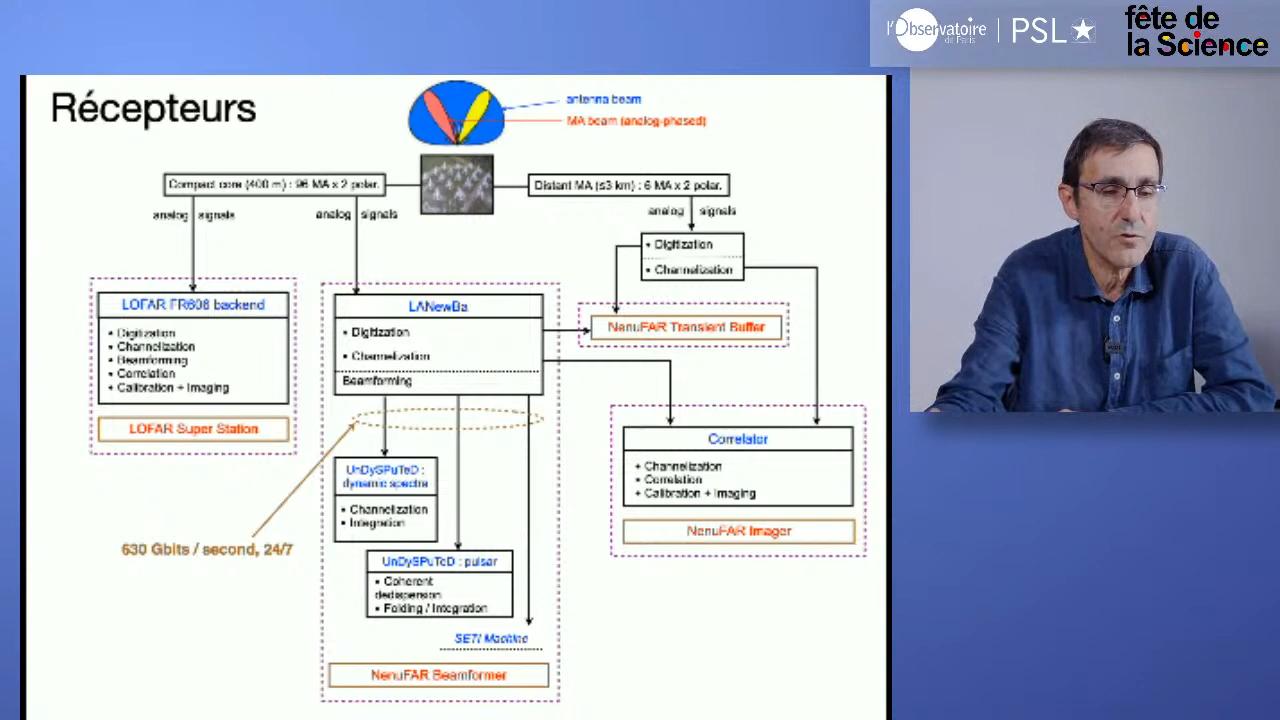 l'Observatoire
de Paris
PSL
fête de
la Science
Récepteurs
antenna beam
MA beam (analog-phased)
Compact core (400 m) : 96 MA x 2 polar.
Distant MA (≤3 km) : 6 MA x 2 polar.
analog signals
analog signals
analog signals
• Digitization
• Channelization
LOFAR FR606 backend
• Digitization
• Channelization
• Beamforming
• Correlation
• Calibration + Imaging
LOFAR Super Station
LANewBa
• Digitization
• Channelization
Beamforming
NenuFAR Transient Buffer
Correlator
• Channelization
• Correlation
• Calibration + Imaging
NenuFAR Imager
UnDySPuTeD :
dynamic spectra
• Channelization
• Integration
630 Gbits / second, 24/7
UnDySPuTeD : pulsar
• Coherent
dedispersion
• Folding / Integration
SETI Machine
NenuFAR Beamformer